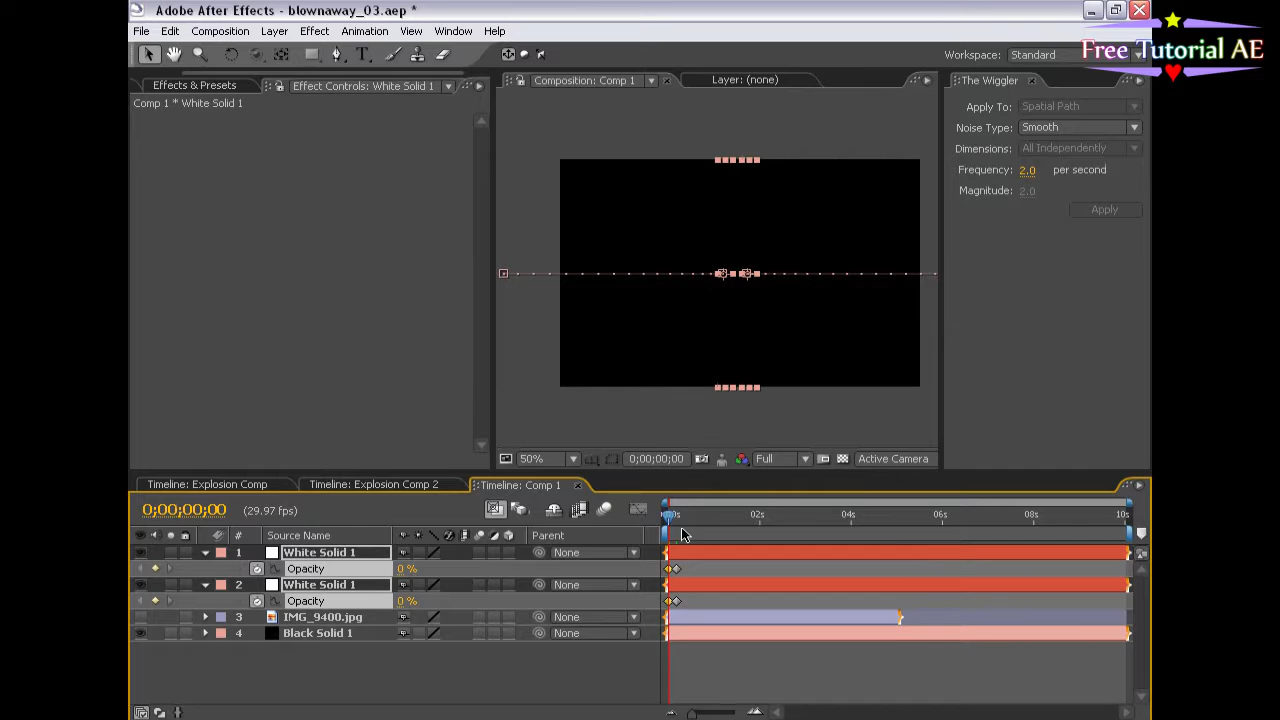 Adobe After Effects - blownaway_03.aep *
File Edit Composition Layer Effect Animation View Window Help
Workspace: Standard
Free Tutorial AE
Effects & Presets
Effect Controls: White Solid 1
Composition: Comp 1
Layer: (none)
The Wiggler
Comp 1 * White Solid 1
Apply To: Spatial Path
Noise Type: Smooth
Dimensions: All Independently
Frequency: 2.0 per second
Magnitude: 2.0
Apply
50%
0;00;00;00
Full
Active Camera
Timeline: Explosion Comp
Timeline: Explosion Comp 2
Timeline: Comp 1
0;00;00;00 (29.97 fps)
02s 04s 06s 08s 10s
# Source Name Parent
1 White Solid 1 None
Opacity 0 %
2 White Solid 1 None
Opacity 0 %
3 IMG_9400.jpg None
4 Black Solid 1 None